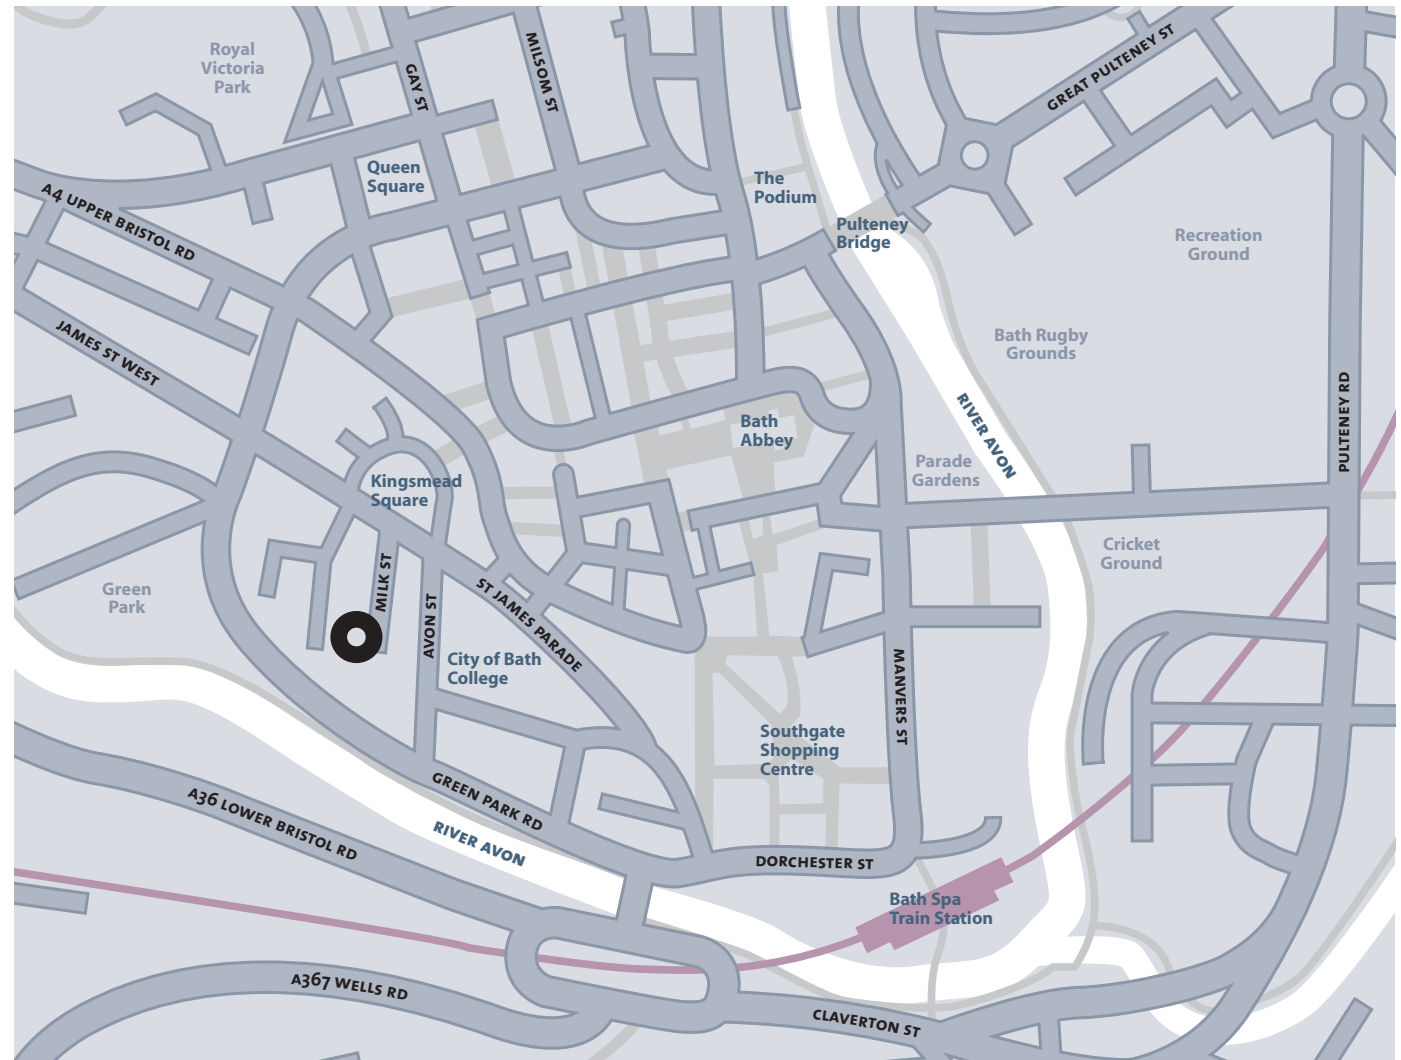 Royal
Victoria
Park
GAY ST
MILSOM ST
GREAT PULTENEY ST
Queen
Square
The
Podium
Pulteney
Bridge
A4 UPPER BRISTOL RD
Recreation
Ground
JAMES ST WEST
Bath Rugby
Grounds
PULTENEY RD
RIVER AVON
Bath
Abbey
Parade
Gardens
Kingsmead
Square
Cricket
Ground
Green
Park
MILK ST
AVON ST
ST JAMES PARADE
City of Bath
College
MANVERS ST
Southgate
Shopping
Centre
GREEN PARK RD
A36 LOWER BRISTOL RD
RIVER AVON
DORCHESTER ST
Bath Spa
Train Station
A367 WELLS RD
CLAVERTON ST